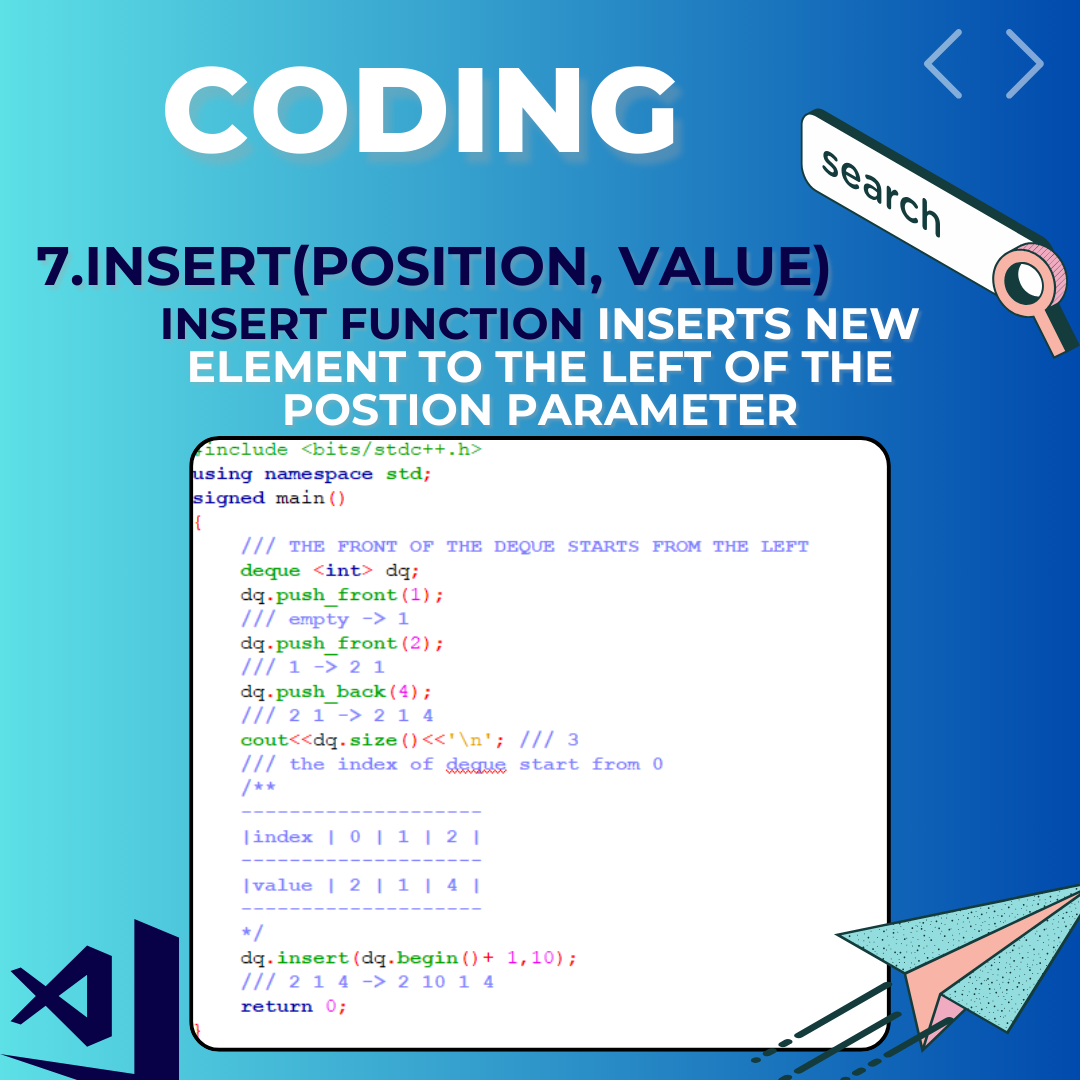 CODING
search
7.INSERT(POSITION, VALUE)
INSERT FUNCTION INSERTS NEW
ELEMENT TO THE LEFT OF THE
POSTION PARAMETER
#include <bits/stdc++.h>
using namespace std;
signed main()
{
/// THE FRONT OF THE DEQUE STARTS FROM THE LEFT
deque <int> dq;
dq.push_front(1);
/// empty -> 1
dq.push_front(2);
/// 1 -> 2 1
dq.push_back(4);
/// 2 1 -> 2 1 4
cout<<dq.size()<<'\n'; /// 3
/// the index of deque start from 0
/**
--------------------
|index | 0 | 1 | 2 |
--------------------
|value | 2 | 1 | 4 |
--------------------
*/
dq.insert(dq.begin()+ 1,10);
/// 2 1 4 -> 2 10 1 4
return 0;
}